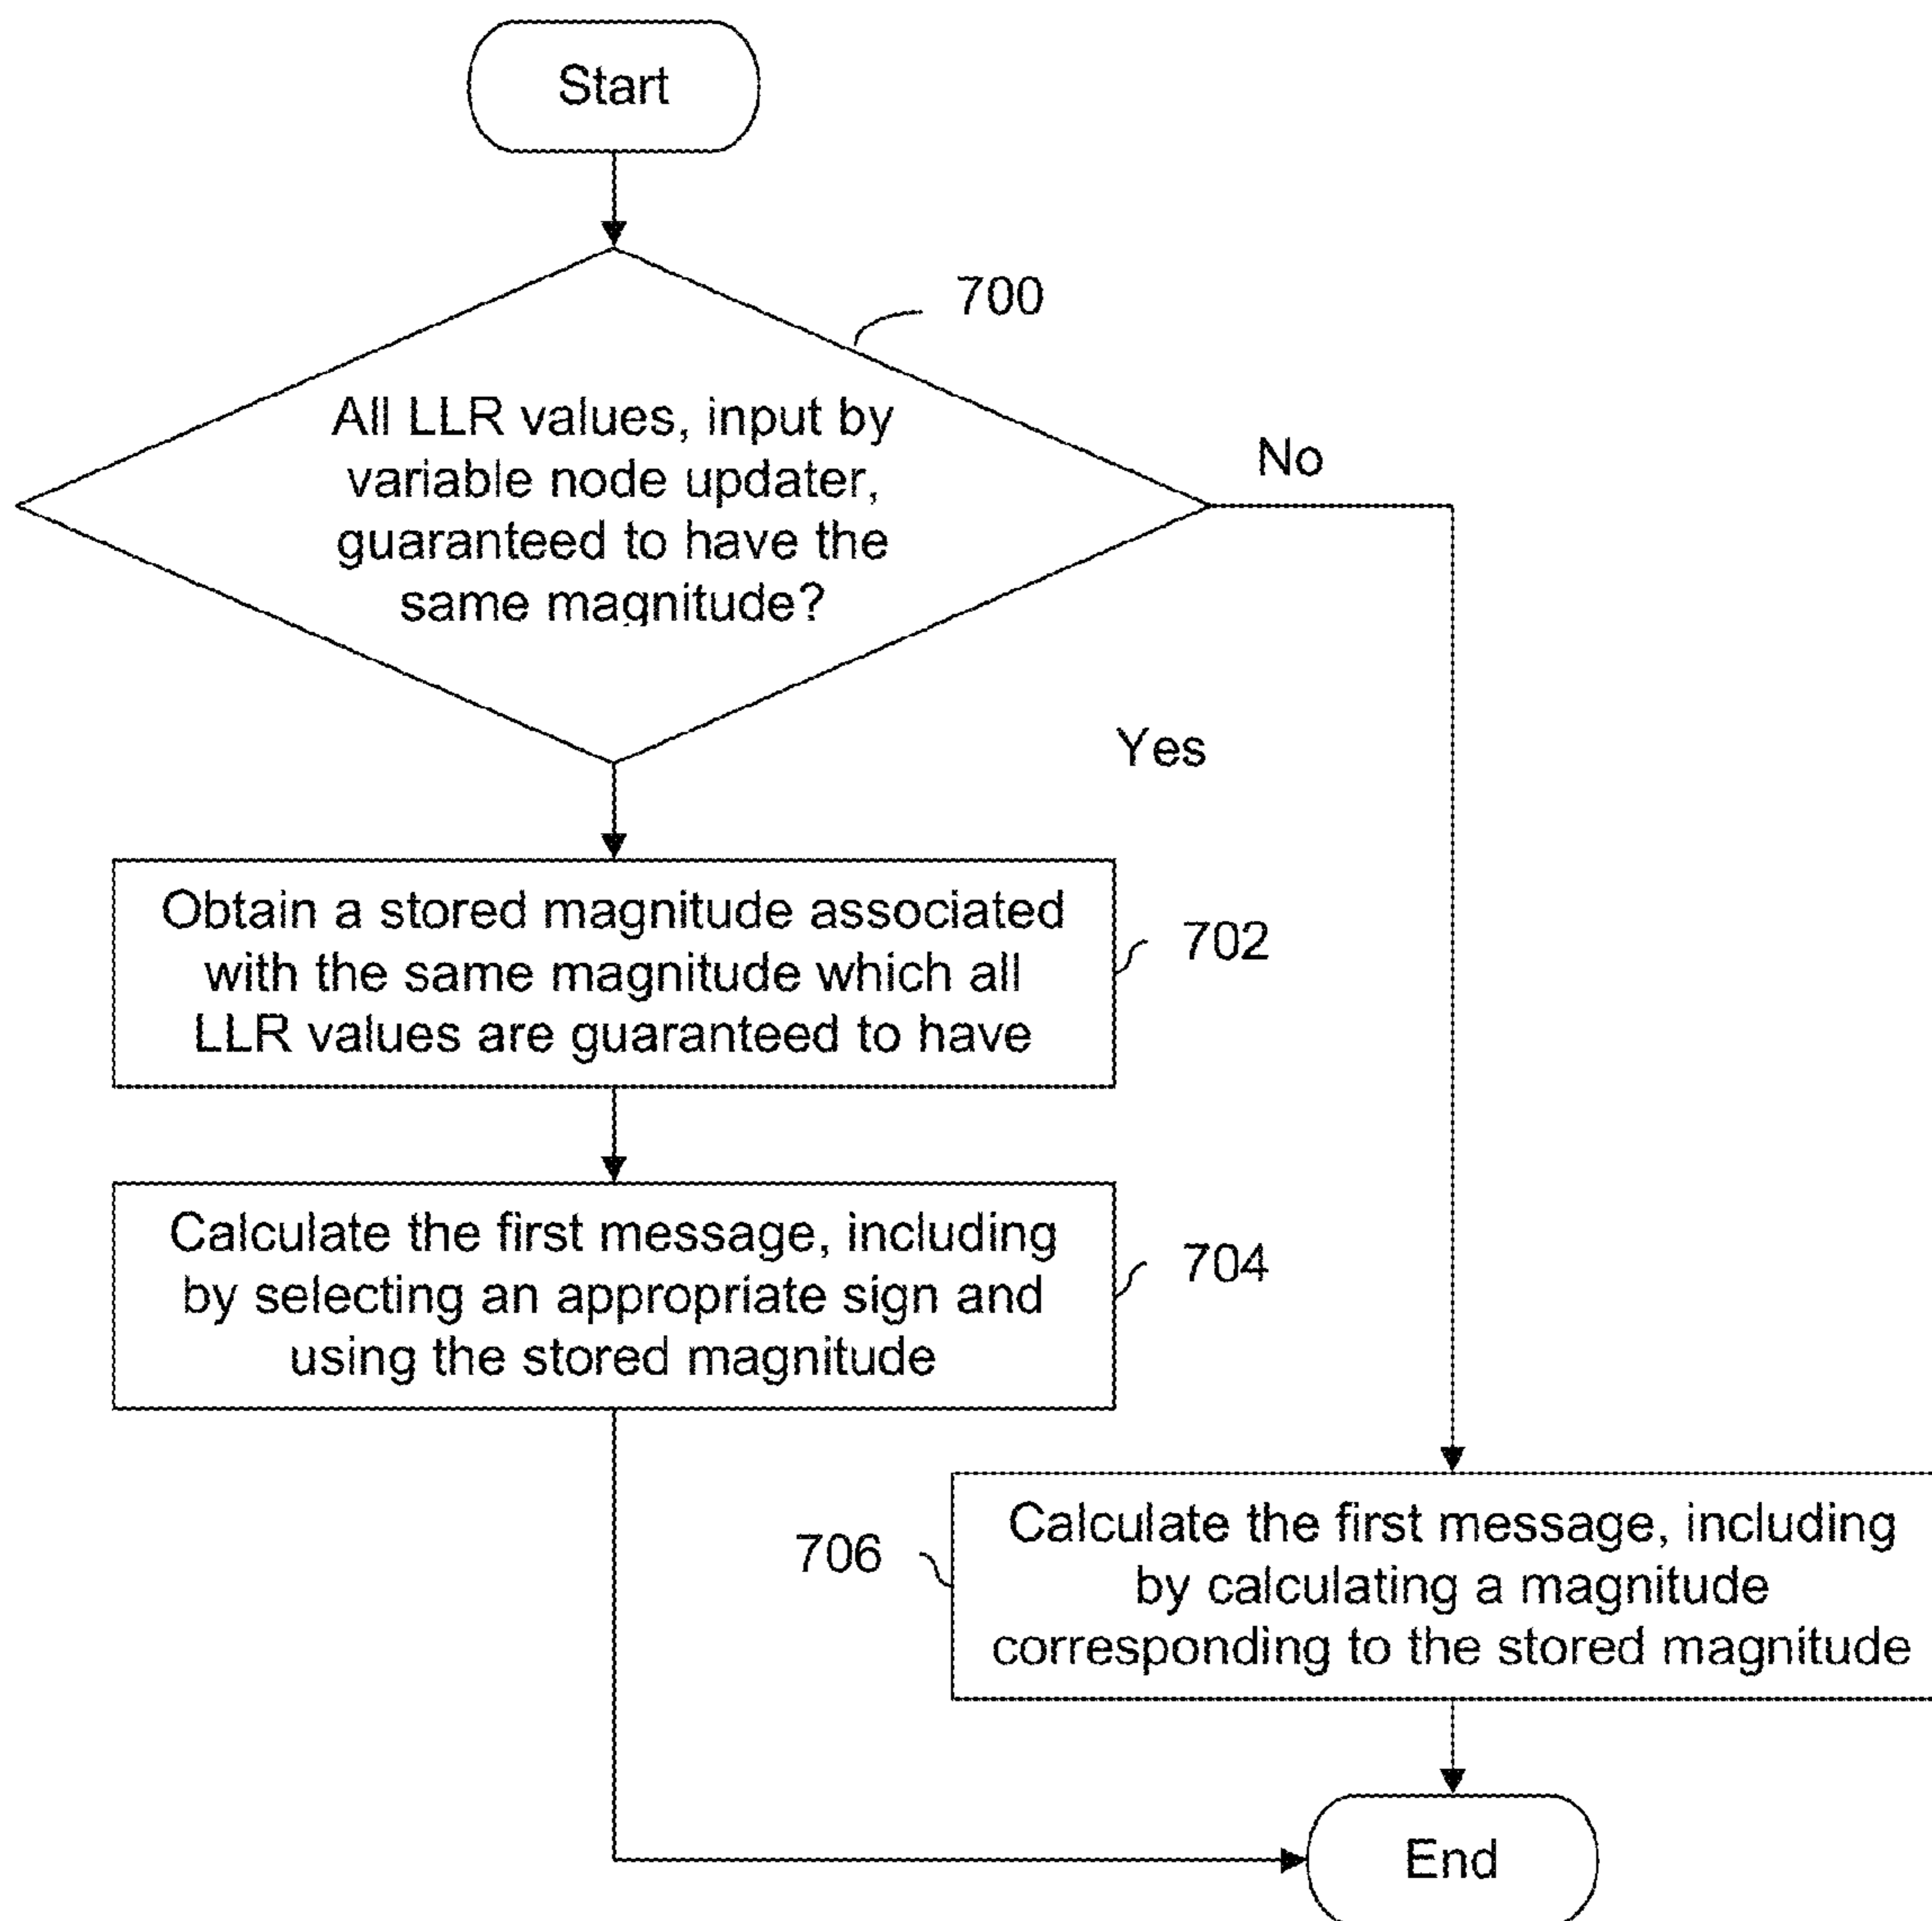 Start
700
All LLR values, input by
variable node updater,
guaranteed to have the
same magnitude?
No
Yes
Obtain a stored magnitude associated
with the same magnitude which all
LLR values are guaranteed to have
702
Calculate the first message, including
by selecting an appropriate sign and
using the stored magnitude
704
706
Calculate the first message, including
by calculating a magnitude
corresponding to the stored magnitude
End